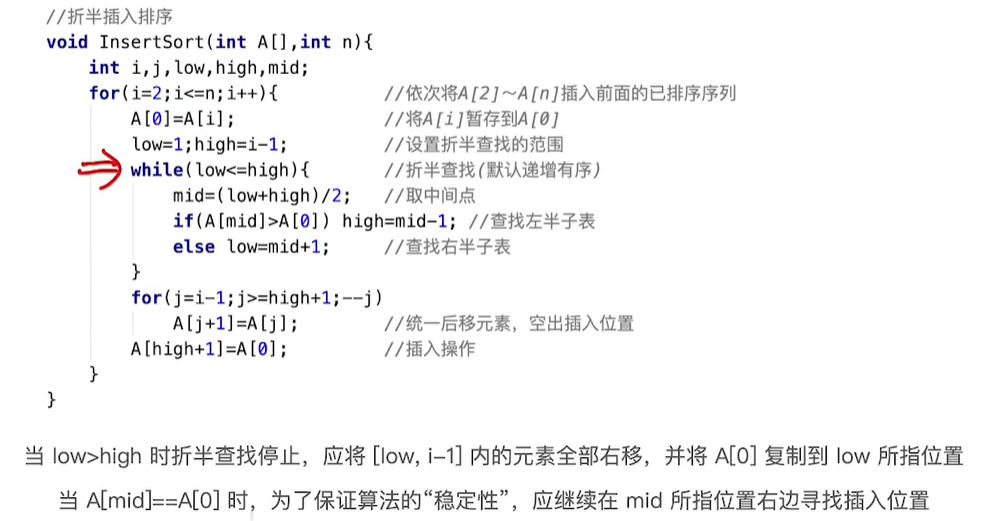 //折半插入排序
void InsertSort(int A[],int n){
int i,j,low,high,mid;
for(i=2;i<=n;i++){ //依次将A[2]～A[n]插入前面的已排序序列
A[0]=A[i]; //将A[i]暂存到A[0]
low=1;high=i-1; //设置折半查找的范围
while(low<=high){ //折半查找(默认递增有序)
mid=(low+high)/2; //取中间点
if(A[mid]>A[0]) high=mid-1; //查找左半子表
else low=mid+1; //查找右半子表
}
for(j=i-1;j>=high+1;--j)
A[j+1]=A[j]; //统一后移元素，空出插入位置
A[high+1]=A[0]; //插入操作
}
}
当 low>high 时折半查找停止，应将 [low, i-1] 内的元素全部右移，并将 A[0] 复制到 low 所指位置
当 A[mid]==A[0] 时，为了保证算法的“稳定性”，应继续在 mid 所指位置右边寻找插入位置